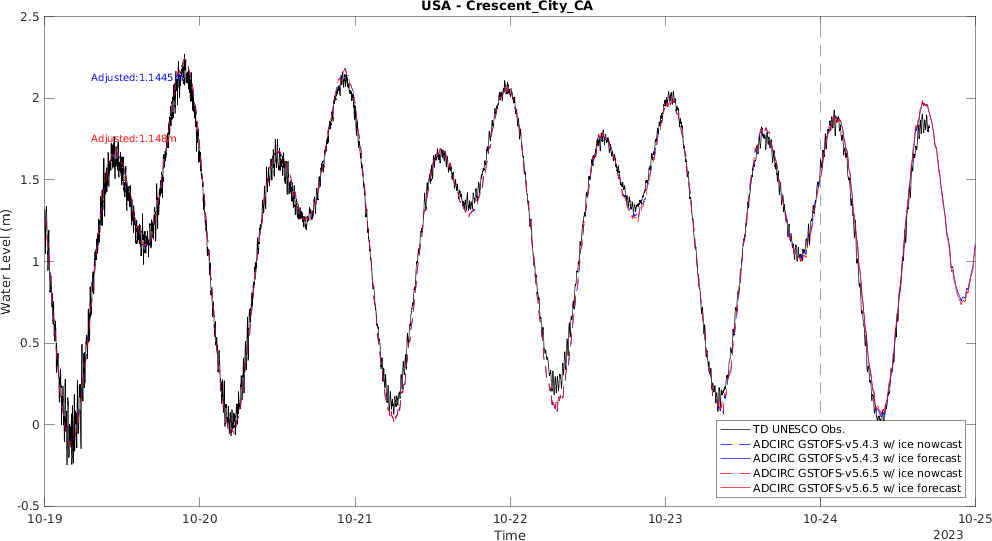 USA - Crescent_City_CA
2.5
2
1.5
1
0.5
0
-0.5
Water Level (m)
Adjusted:1.1445
Adjusted:1.148m
TD UNESCO Obs.
ADCIRC GSTOFS-v5.4.3 w/ ice nowcast
ADCIRC GSTOFS-v5.4.3 w/ ice forecast
ADCIRC GSTOFS-v5.6.5 w/ ice nowcast
ADCIRC GSTOFS-v5.6.5 w/ ice forecast
10-19 10-20 10-21 10-22 10-23 10-24 10-25
Time
2023